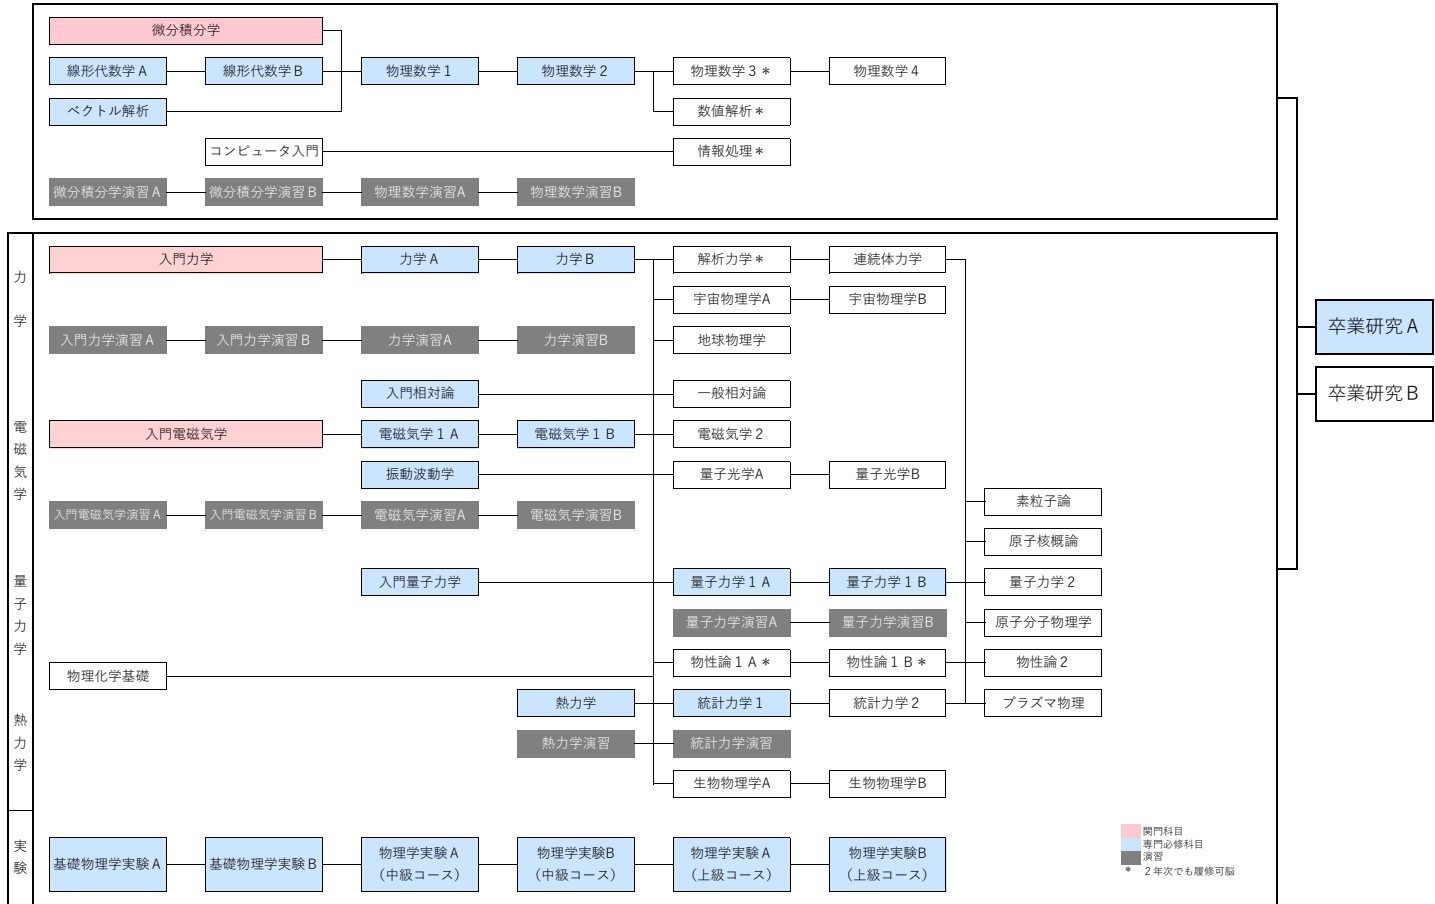 微分積分学
線形代数学A 線形代数学B 物理数学1 物理数学2 物理数学3＊ 物理数学4
ベクトル解析 数値解析＊
コンピュータ入門 情報処理＊
微分積分学演習A 微分積分学演習B 物理数学演習A 物理数学演習B
力学
入門力学 力学A 力学B 解析力学＊ 連続体力学
宇宙物理学A 宇宙物理学B
入門力学演習A 入門力学演習B 力学演習A 力学演習B 地球物理学
卒業研究A
卒業研究B
電磁気学
入門相対論 一般相対論
入門電磁気学 電磁気学1A 電磁気学1B 電磁気学2
振動波動学 量子光学A 量子光学B
素粒子論
入門電磁気学演習A 入門電磁気学演習B 電磁気学演習A 電磁気学演習B
原子核概論
量子力学
入門量子力学 量子力学1A 量子力学1B 量子力学2
量子力学演習A 量子力学演習B 原子分子物理学
物性論1A＊ 物性論1B＊ 物性論2
物理化学基礎
熱力学
熱力学 統計力学1 統計力学2 プラズマ物理
熱力学演習 統計力学演習
生物物理学A 生物物理学B
実験
基礎物理学実験A 基礎物理学実験B 物理学実験A 物理学実験B 物理学実験A 物理学実験B
（中級コース） （中級コース） （上級コース） （上級コース）
関門科目
専門必修科目
演習
＊ 2年次でも履修可脳